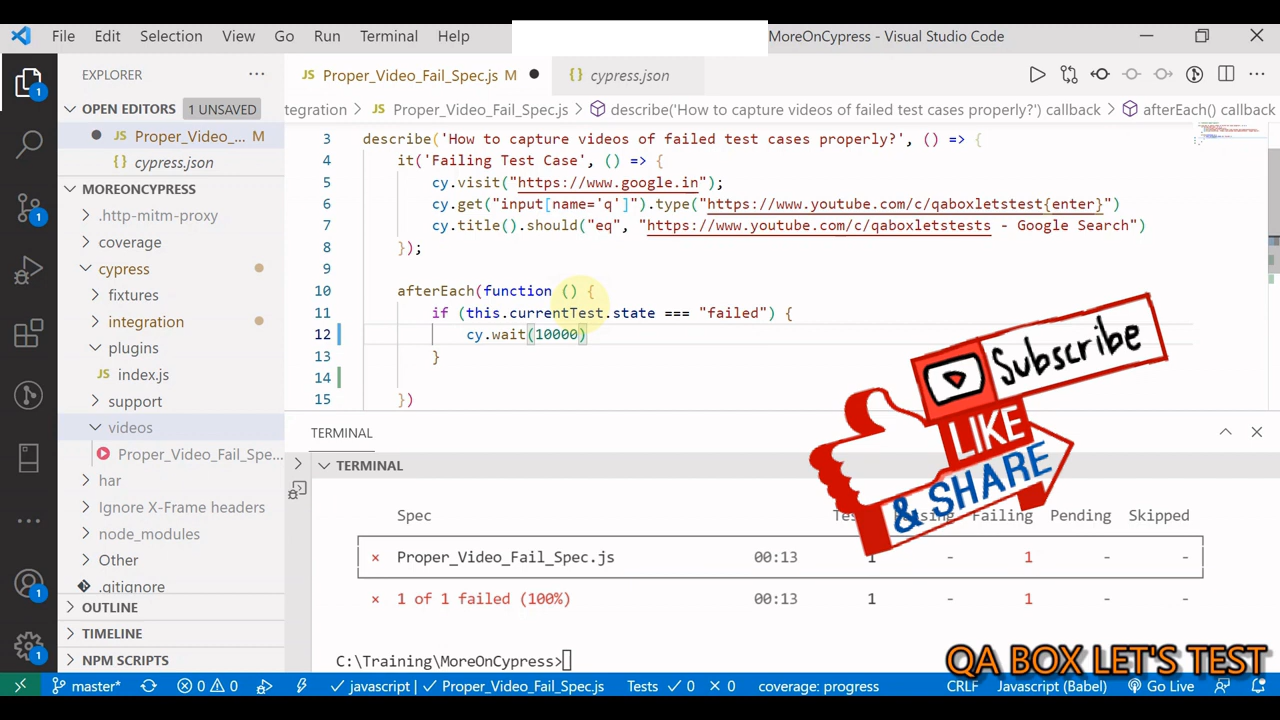 File Edit Selection View Go Run Terminal Help MoreOnCypress - Visual Studio Code
EXPLORER ...
JS Proper_Video_Fail_Spec.js M cypress.json
OPEN EDITORS 1 UNSAVED
integration > JS Proper_Video_Fail_Spec.js > describe('How to capture videos of failed test cases properly?') callback > afterEach() callback
Proper_Video_... M
cypress.json
MOREONCYPRESS
.http-mitm-proxy
coverage
cypress
fixtures
integration
plugins
JS index.js
support
videos
Proper_Video_Fail_Spe...
har
Ignore X-Frame headers
node_modules
Other
.gitignore
OUTLINE
TIMELINE
NPM SCRIPTS
3 describe('How to capture videos of failed test cases properly?', () => {
4 it('Failing Test Case', () => {
5 cy.visit("https://www.google.in");
6 cy.get("input[name='q']").type("https://www.youtube.com/c/qaboxletstest{enter}")
7 cy.title().should("eq", "https://www.youtube.com/c/qaboxletstests - Google Search")
8 });
9
10 afterEach(function () {
11 if (this.currentTest.state === "failed") {
12 cy.wait(10000)
13 }
14
15 })
Subscribe
LIKE
& SHARE
TERMINAL
TERMINAL
Spec Failing Pending Skipped
× Proper_Video_Fail_Spec.js 00:13 1 - 1 - -
× 1 of 1 failed (100%) 00:13 1 - 1 - -
C:\Training\MoreOnCypress>
QA BOX LET'S TEST
master* 0 0 javascript | Proper_Video_Fail_Spec.js Tests 0 0 coverage: progress CRLF Javascript (Babel) Go Live